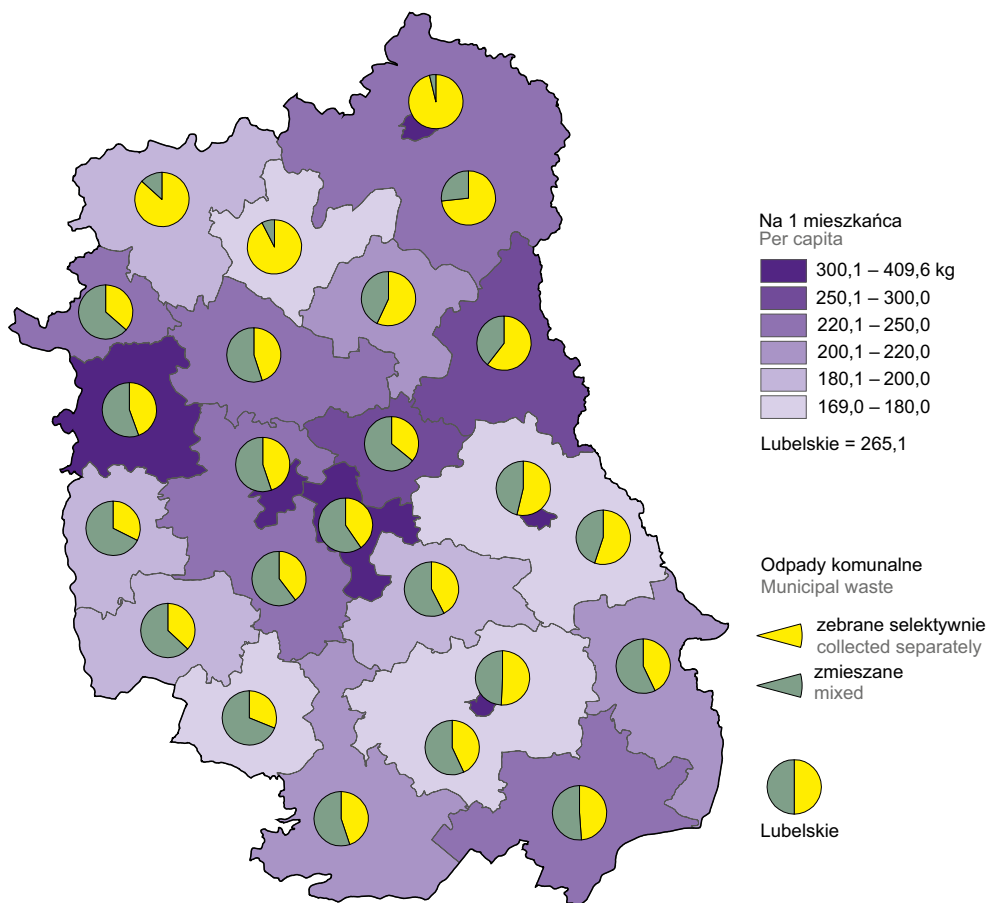 Na 1 mieszkańca
Per capita
300,1 – 409,6 kg
250,1 – 300,0
220,1 – 250,0
200,1 – 220,0
180,1 – 200,0
169,0 – 180,0
Lubelskie = 265,1
Odpady komunalne
Municipal waste
zebrane selektywnie
collected separately
zmieszane
mixed
Lubelskie